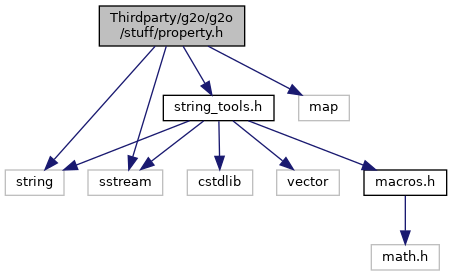 Thirdparty/g2o/g2o
/stuff/property.h
string_tools.h
map
string
sstream
cstdlib
vector
macros.h
math.h